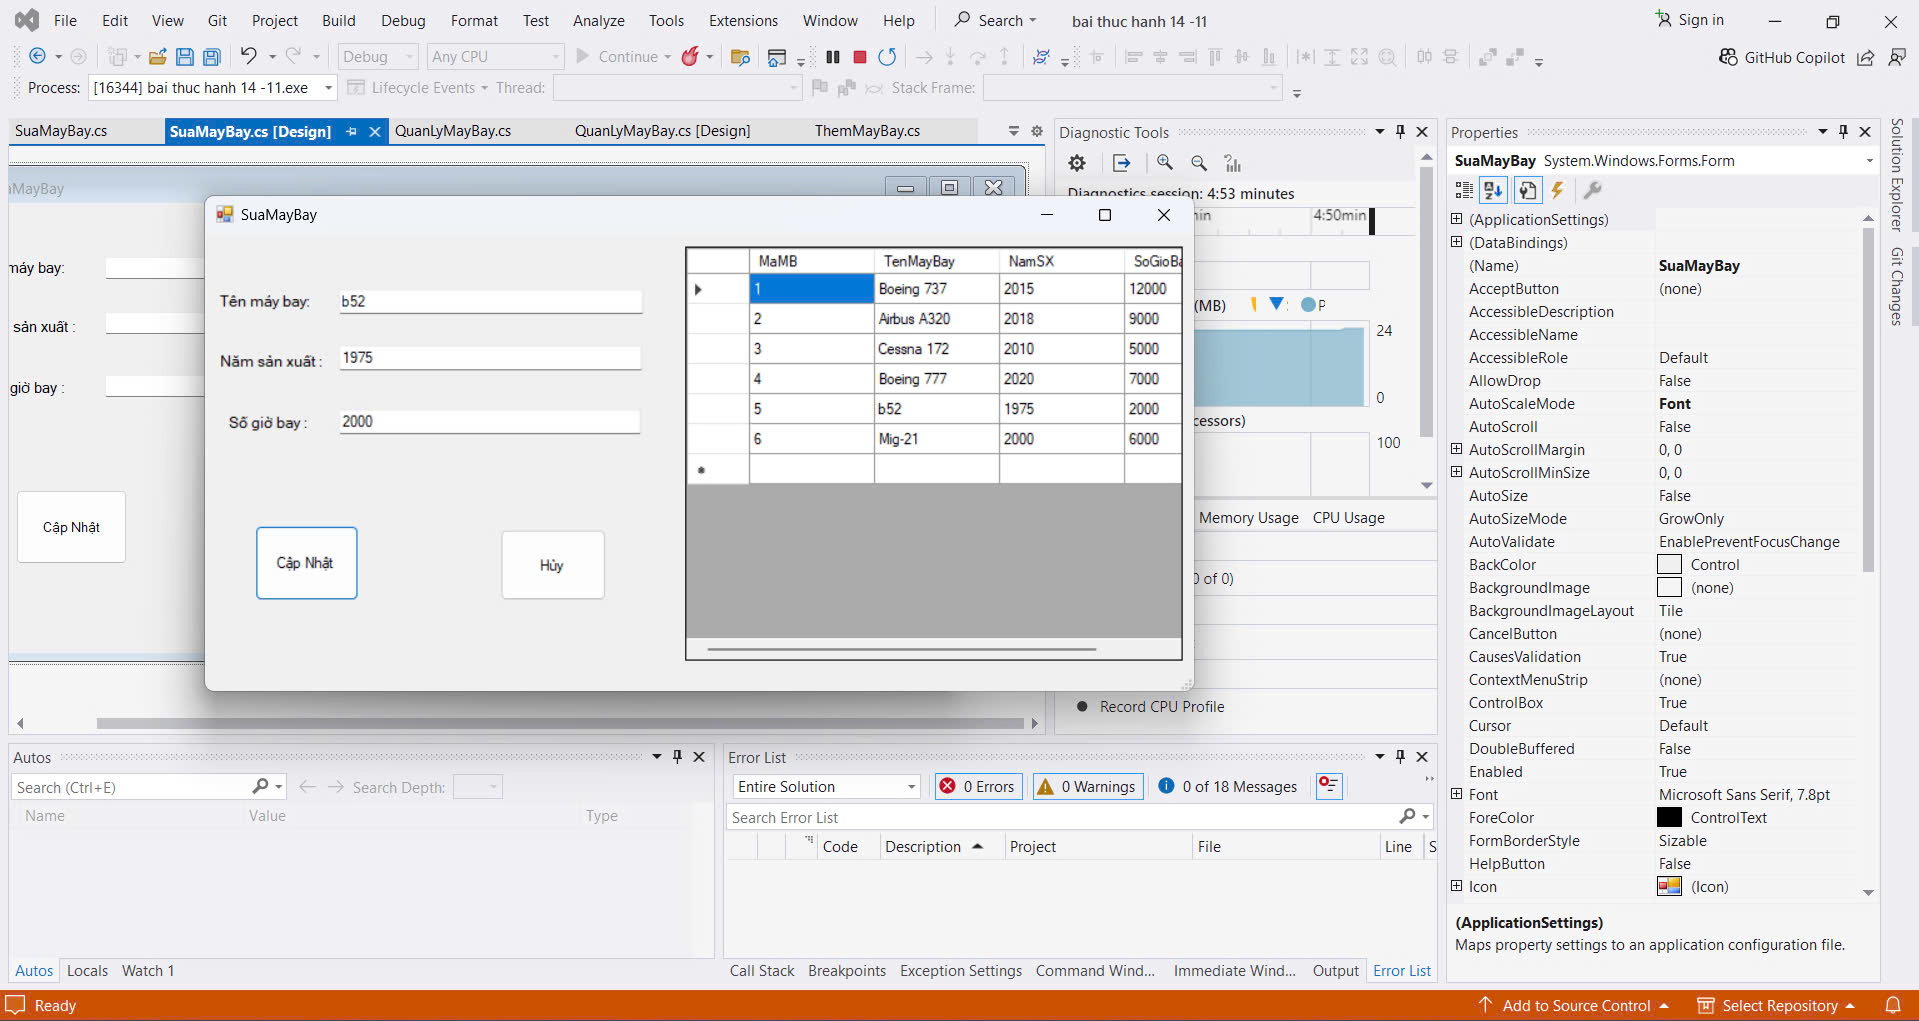 File Edit View Git Project Build Debug Format Test Analyze Tools Extensions Window Help Search bai thuc hanh 14 -11 Sign in
Debug Any CPU Continue GitHub Copilot
Process: [16344] bai thuc hanh 14 -11.exe Lifecycle Events Thread: Stack Frame:
SuaMayBay.cs SuaMayBay.cs [Design] QuanLyMayBay.cs QuanLyMayBay.cs [Design] ThemMayBay.cs
MayBay
máy bay:
sản xuất :
giờ bay :
Cập Nhật
SuaMayBay
Tên máy bay: b52
Năm sản xuất : 1975
Số giờ bay : 2000
Cập Nhật Hủy
MaMB TenMayBay NamSX SoGioBa
1 Boeing 737 2015 12000
2 Airbus A320 2018 9000
3 Cessna 172 2010 5000
4 Boeing 777 2020 7000
5 b52 1975 2000
6 Mig-21 2000 6000
Diagnostic Tools
Diagnostics session: 4:53 minutes
4:50min
(MB) P
24
0
cessors)
100
Memory Usage CPU Usage
of 0)
Record CPU Profile
Properties
SuaMayBay System.Windows.Forms.Form
(ApplicationSettings)
(DataBindings)
(Name) SuaMayBay
AcceptButton (none)
AccessibleDescription
AccessibleName
AccessibleRole Default
AllowDrop False
AutoScaleMode Font
AutoScroll False
AutoScrollMargin 0, 0
AutoScrollMinSize 0, 0
AutoSize False
AutoSizeMode GrowOnly
AutoValidate EnablePreventFocusChange
BackColor Control
BackgroundImage (none)
BackgroundImageLayout Tile
CancelButton (none)
CausesValidation True
ContextMenuStrip (none)
ControlBox True
Cursor Default
DoubleBuffered False
Enabled True
Font Microsoft Sans Serif, 7.8pt
ForeColor ControlText
FormBorderStyle Sizable
HelpButton False
Icon (Icon)
(ApplicationSettings)
Maps property settings to an application configuration file.
Solution Explorer
Git Changes
Autos
Search (Ctrl+E) Search Depth:
Name Value Type
Autos Locals Watch 1
Error List
Entire Solution 0 Errors 0 Warnings 0 of 18 Messages
Search Error List
Code Description Project File Line S
Call Stack Breakpoints Exception Settings Command Wind... Immediate Wind... Output Error List
Ready Add to Source Control Select Repository